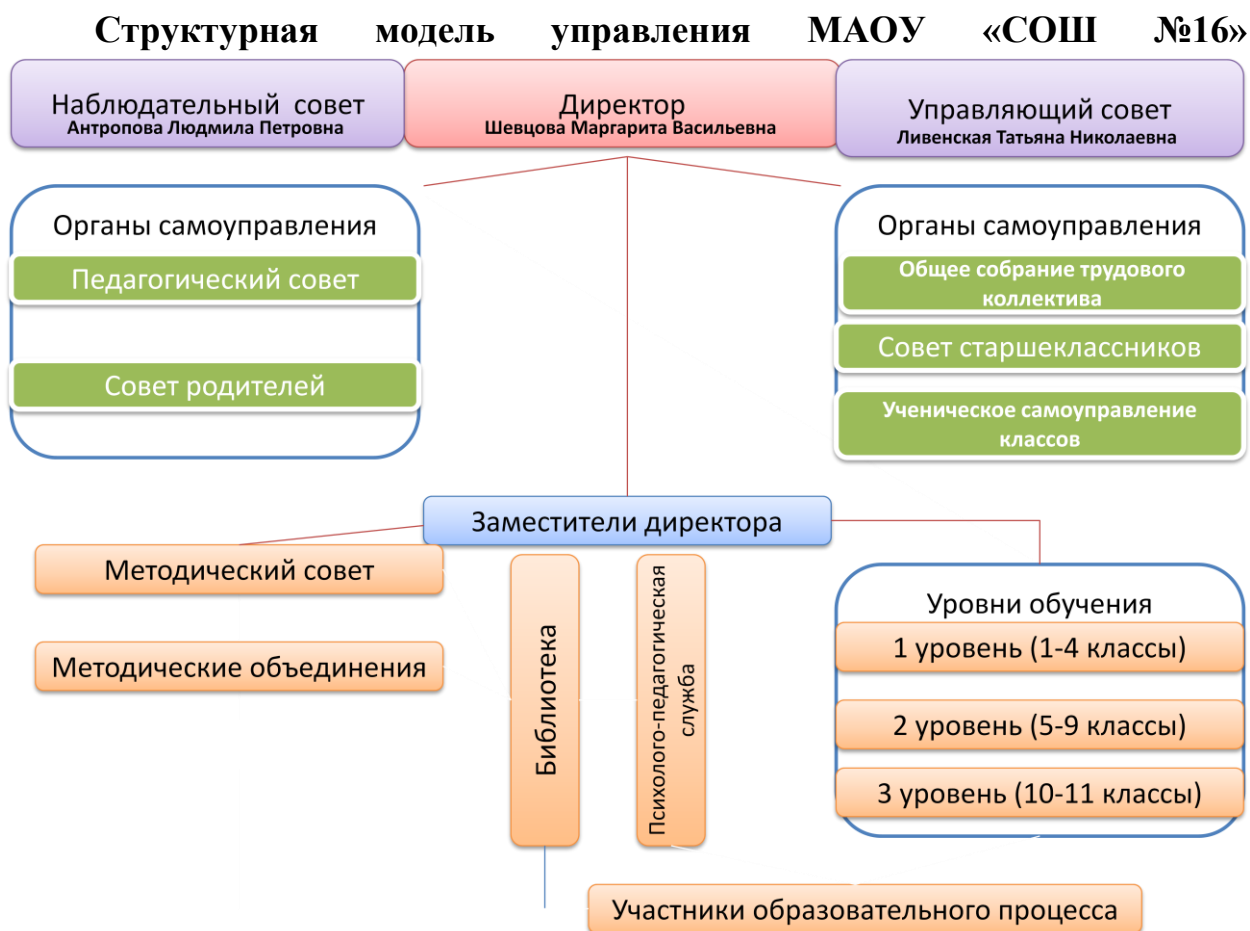 Структурная модель управления МАОУ «СОШ №16»
Наблюдательный совет
Антропова Людмила Петровна
Директор
Шевцова Маргарита Васильевна
Управляющий совет
Ливенская Татьяна Николаевна
Органы самоуправления
Педагогический совет
Совет родителей
Органы самоуправления
Общее собрание трудового
коллектива
Совет старшеклассников
Ученическое самоуправление
классов
Заместители директора
Методический совет
Методические объединения
Библиотека
Психолого-педагогическая
служба
Уровни обучения
1 уровень (1-4 классы)
2 уровень (5-9 классы)
3 уровень (10-11 классы)
Участники образовательного процесса